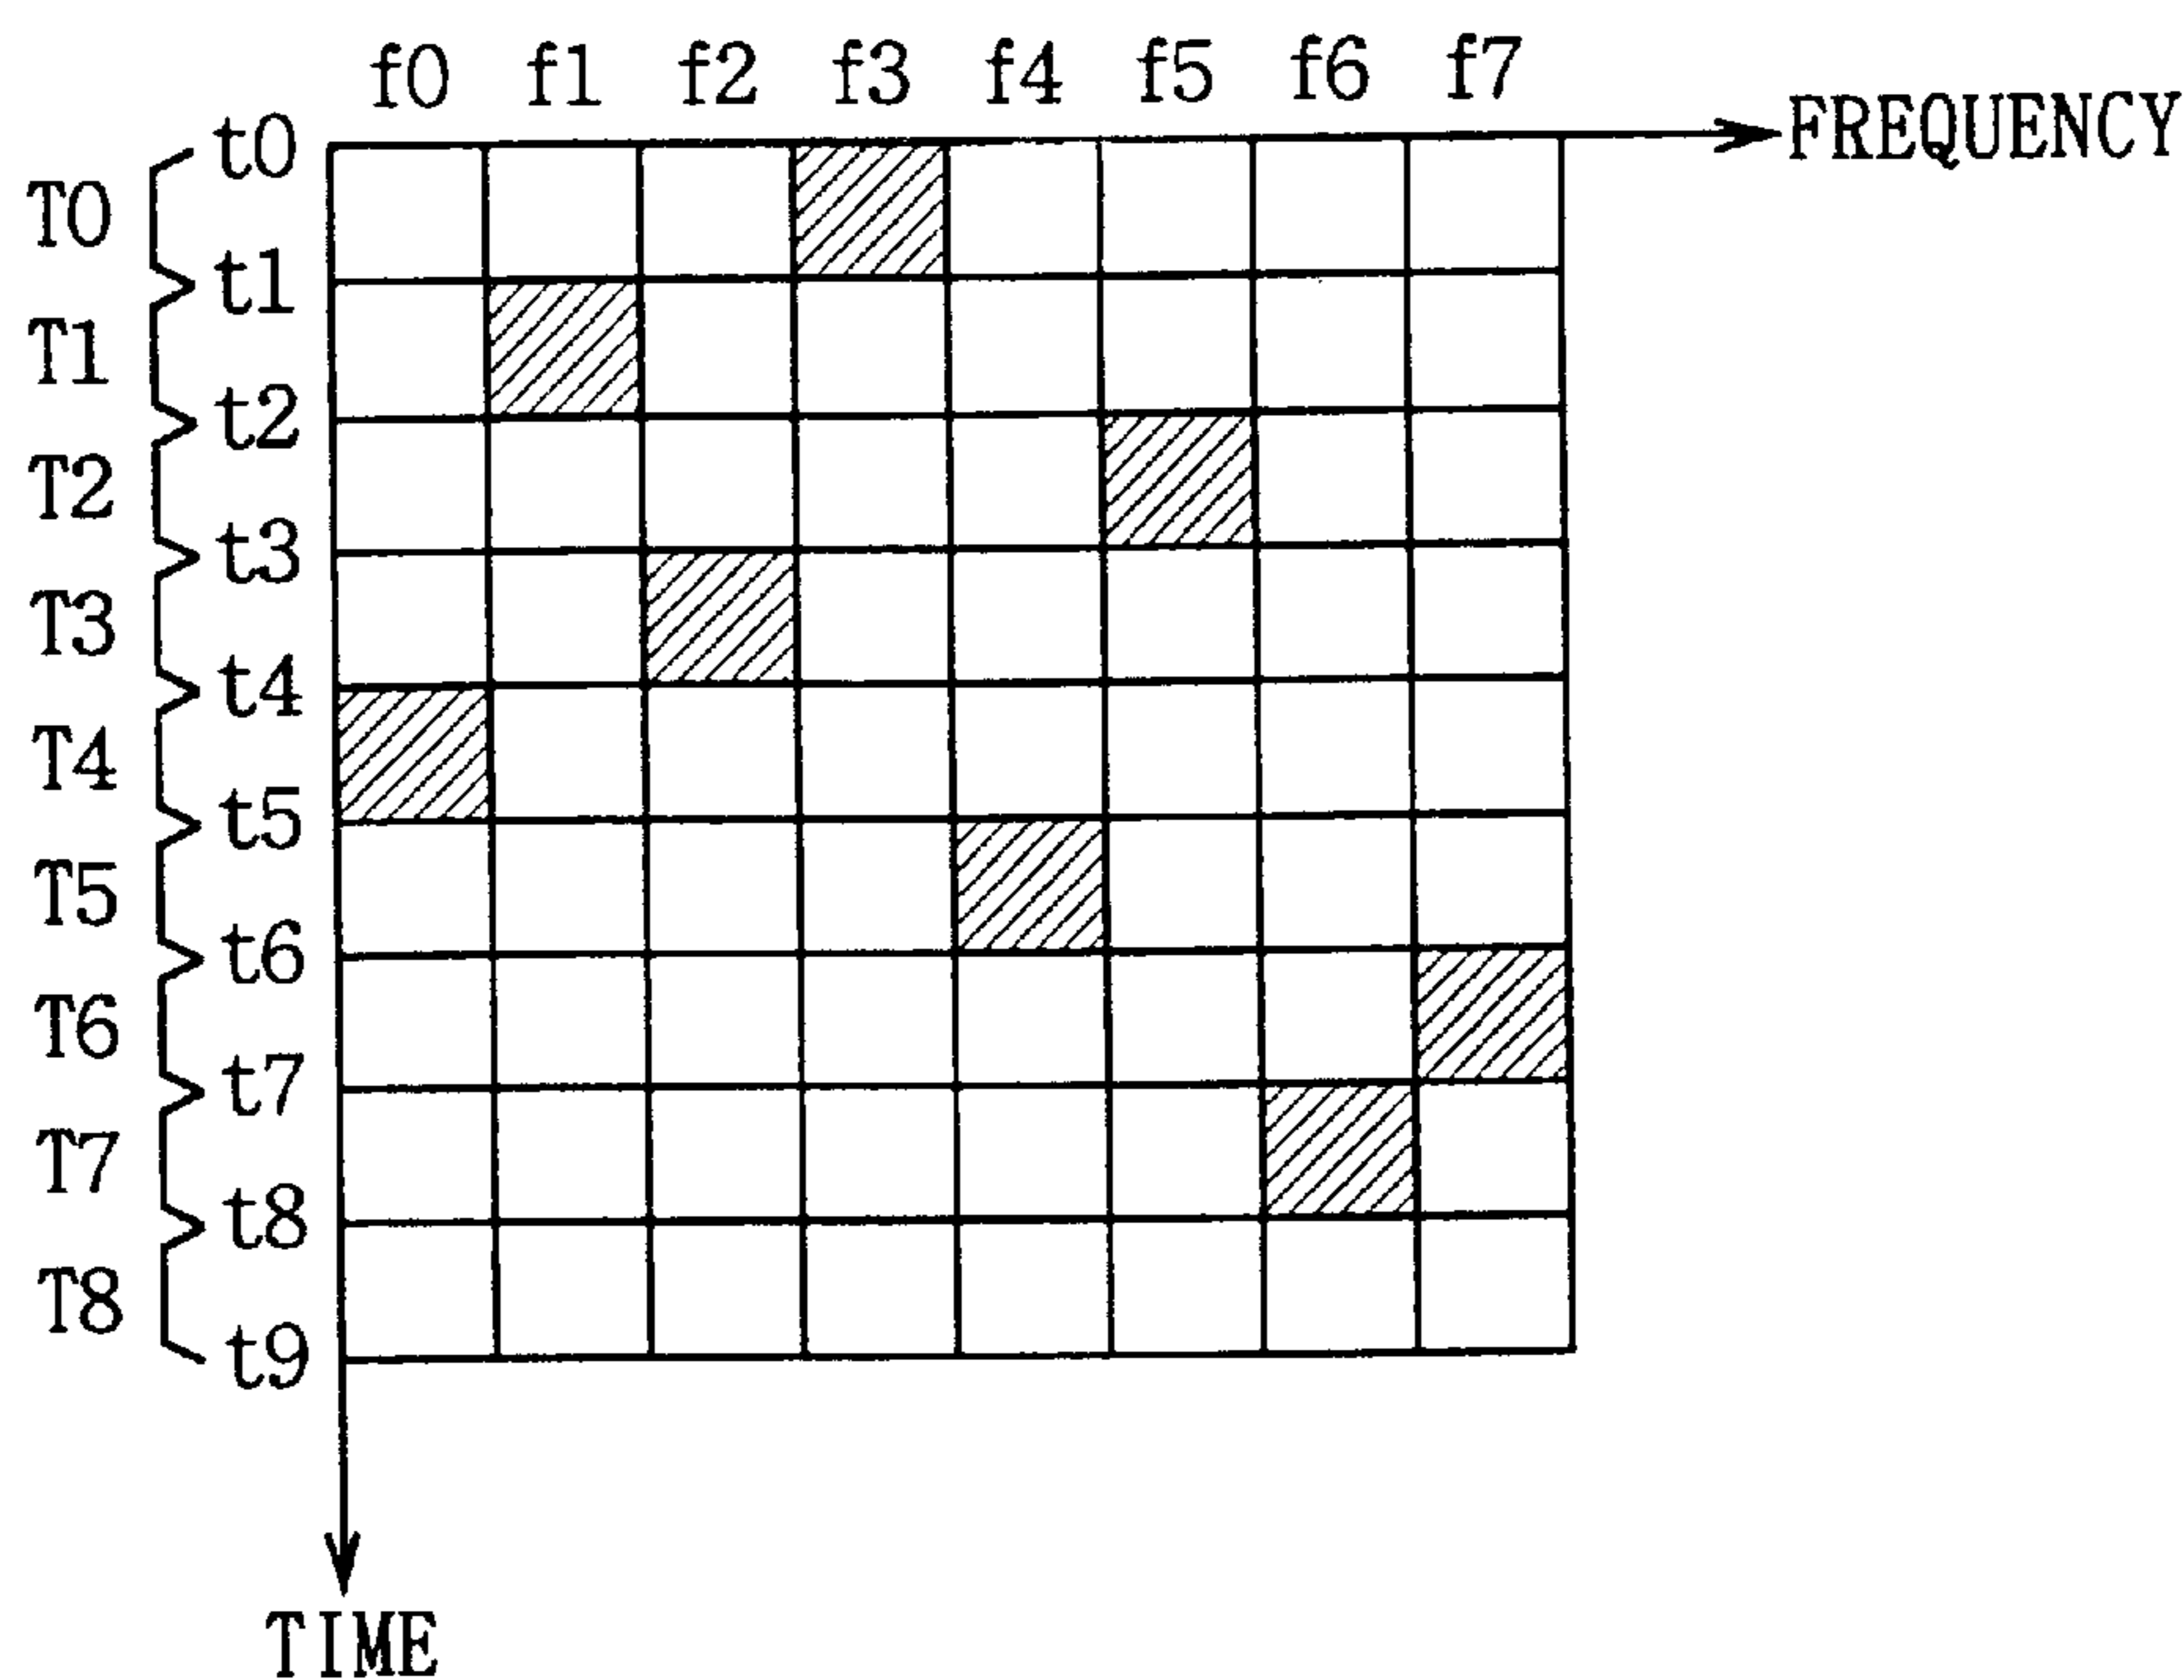 f0 f1 f2 f3 f4 f5 f6 f7
FREQUENCY
t0
T0
t1
T1
t2
T2
t3
T3
t4
T4
t5
T5
t6
T6
t7
T7
t8
T8
t9
TIME